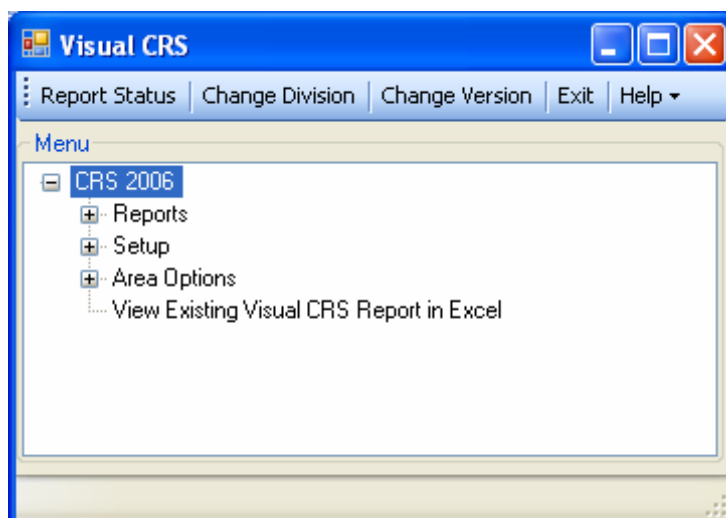 Visual CRS
Report Status Change Division Change Version Exit Help
Menu
CRS 2006
Reports
Setup
Area Options
View Existing Visual CRS Report in Excel